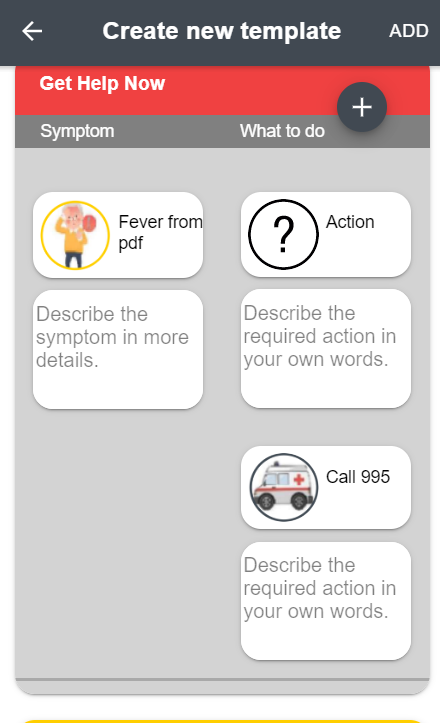 Create new template
ADD
Get Help Now
Symptom
What to do
Fever from
pdf
Describe the
symptom in more
details.
?
Action
Describe the
required action in
your own words.
Call 995
Describe the
required action in
your own words.